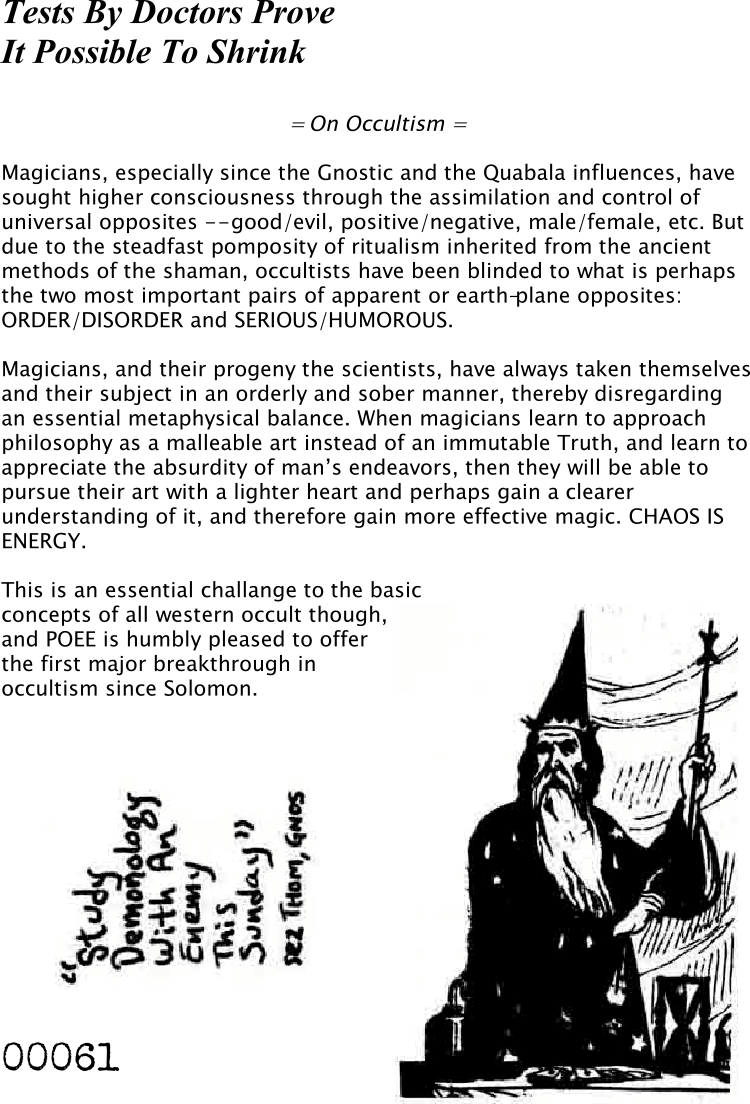 Tests By Doctors Prove
It Possible To Shrink
= On Occultism =
Magicians, especially since the Gnostic and the Quabala influences, have
sought higher consciousness through the assimilation and control of
universal opposites --good/evil, positive/negative, male/female, etc. But
due to the steadfast pomposity of ritualism inherited from the ancient
methods of the shaman, occultists have been blinded to what is perhaps
the two most important pairs of apparent or earth-plane opposites:
ORDER/DISORDER and SERIOUS/HUMOROUS.
Magicians, and their progeny the scientists, have always taken themselves
and their subject in an orderly and sober manner, thereby disregarding
an essential metaphysical balance. When magicians learn to approach
philosophy as a malleable art instead of an immutable Truth, and learn to
appreciate the absurdity of man's endeavors, then they will be able to
pursue their art with a lighter heart and perhaps gain a clearer
understanding of it, and therefore gain more effective magic. CHAOS IS
ENERGY.
This is an essential challange to the basic
concepts of all western occult though,
and POEE is humbly pleased to offer
the first major breakthrough in
occultism since Solomon.
"Study
Demonology
With An
Enemy
This
Sunday"
sez Thom, Gnos
00061